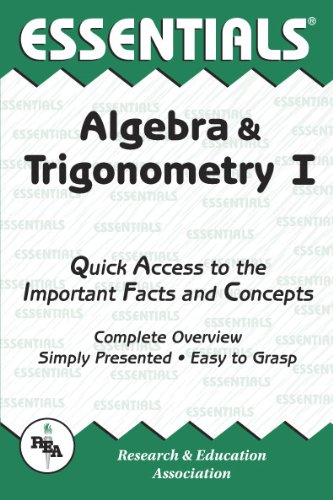 ESSENTIALS®
Algebra &
Trigonometry I
Quick Access to the
Important Facts and Concepts
Complete Overview
Simply Presented • Easy to Grasp
REA
Research & Education
Association